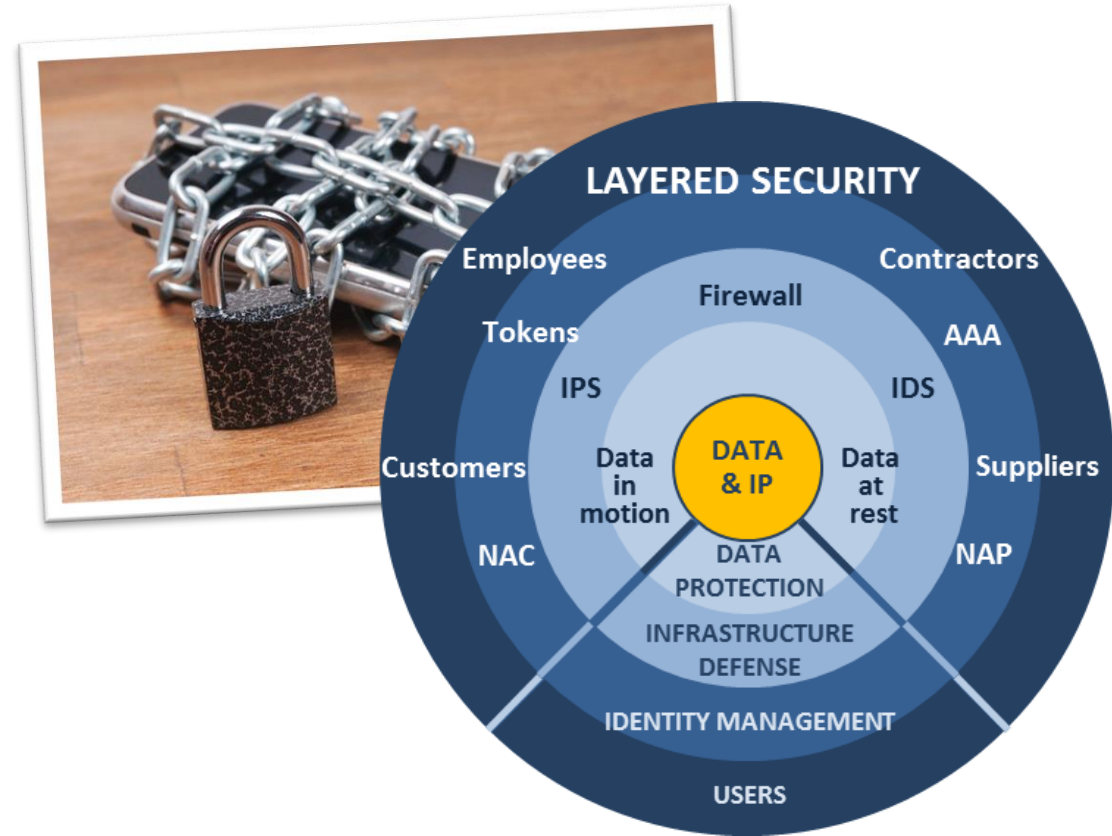 LAYERED SECURITY
Employees
Contractors
Firewall
Tokens
AAA
IPS
IDS
Customers
Data
in
motion
DATA
& IP
Data
at
rest
Suppliers
NAC
NAP
DATA
PROTECTION
INFRASTRUCTURE
DEFENSE
IDENTITY MANAGEMENT
USERS